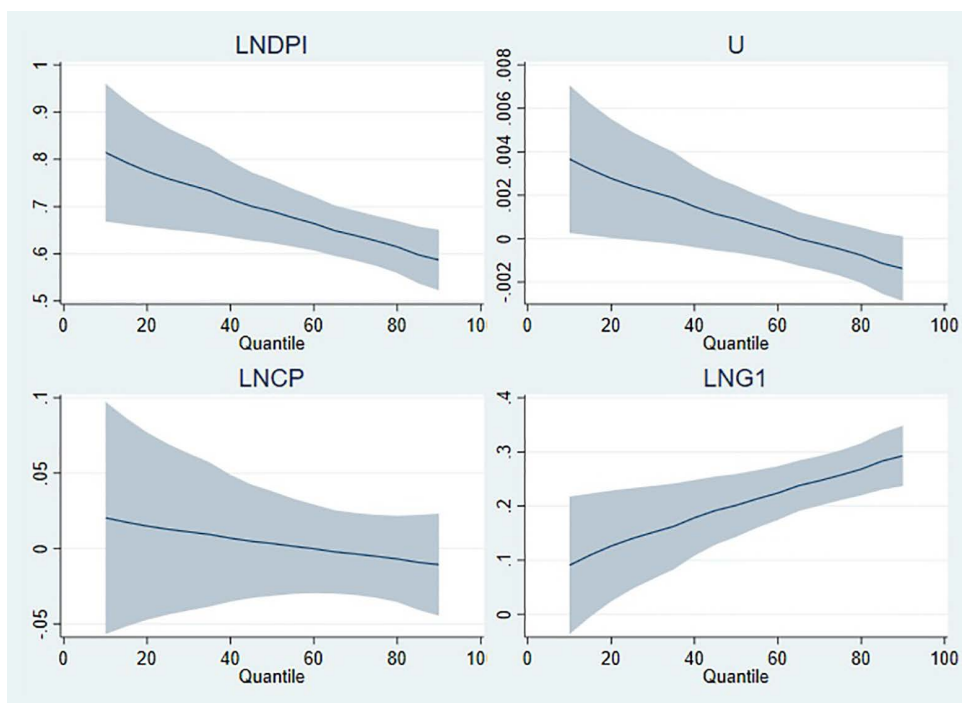 LNDPI
1
.9
.8
.7
.6
.5
0 20 40 60 80 10
Quantile
U
.008
.006
.004
.002
0
-.002
0 20 40 60 80 100
Quantile
LNCP
.1
.05
0
-.05
0 20 40 60 80 10
Quantile
LNG1
.4
.3
.2
.1
0
0 20 40 60 80 100
Quantile